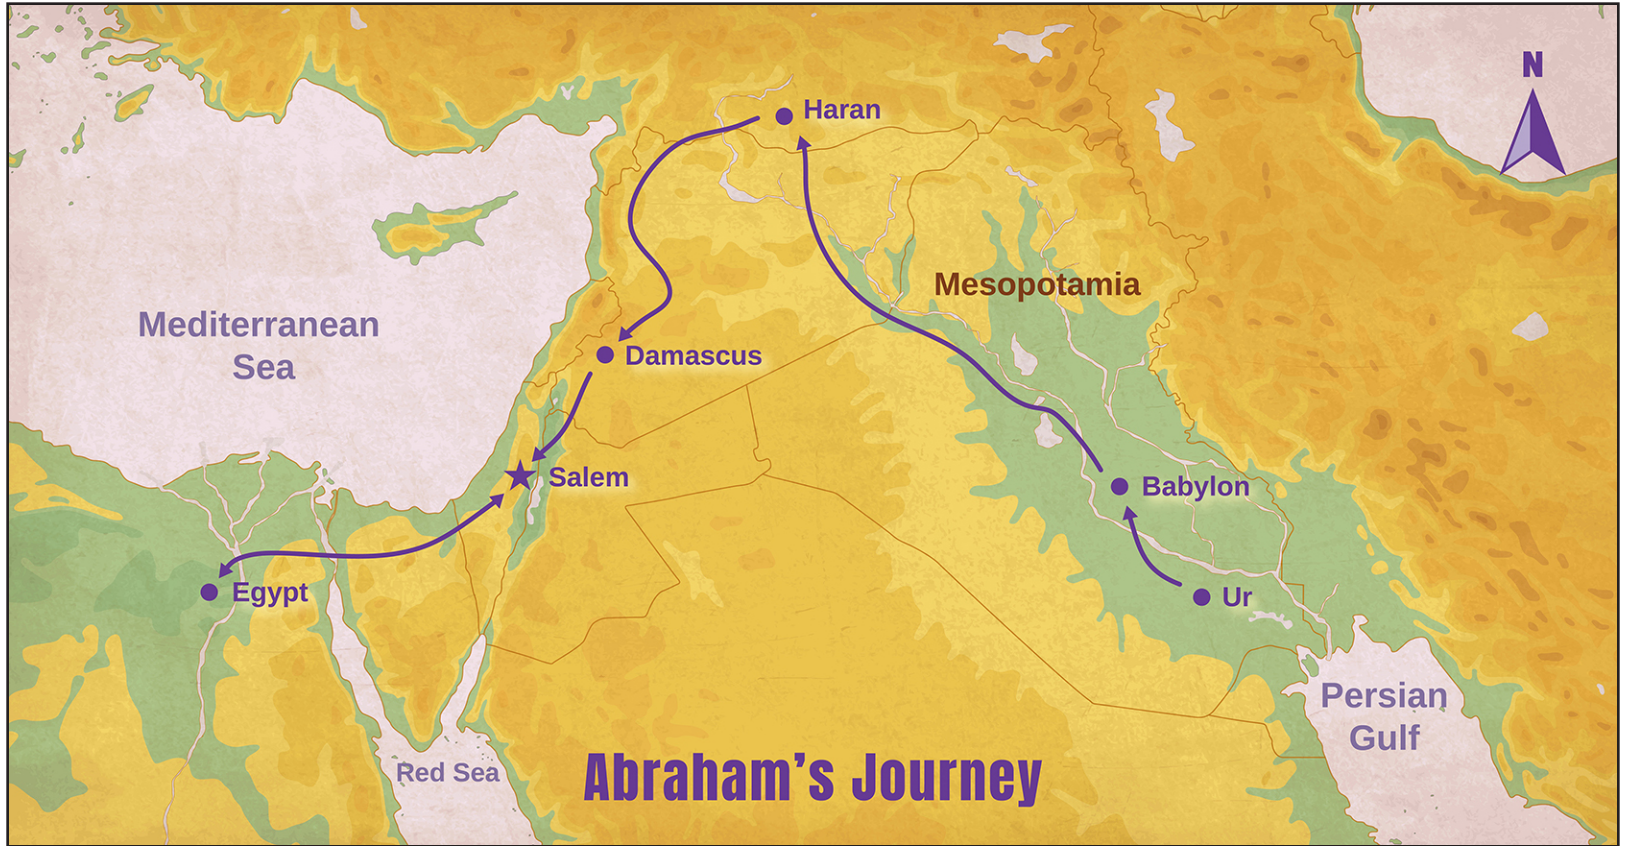 N
Haran
Mesopotamia
Mediterranean
Sea
Damascus
Salem
Babylon
Egypt
Ur
Persian
Gulf
Red Sea
Abraham’s Journey